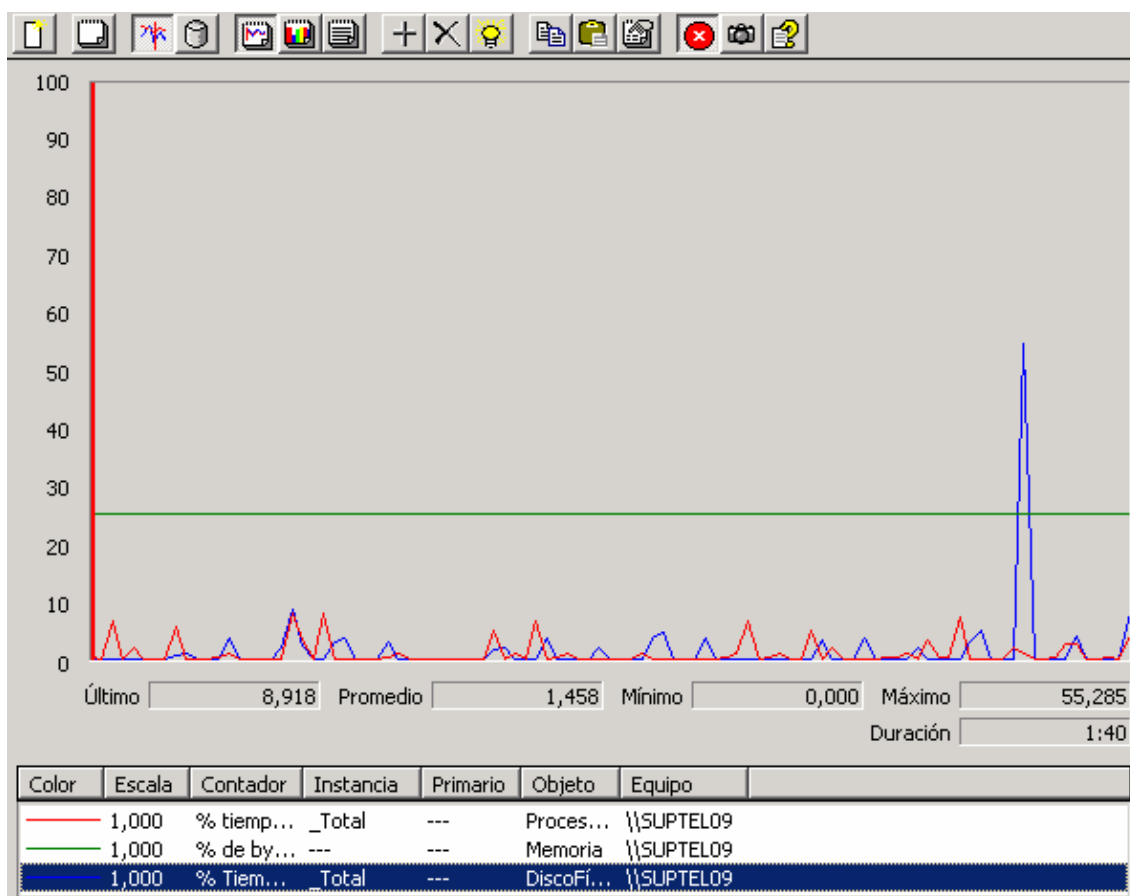 100
90
80
70
60
50
40
30
20
10
0
Último 8,918 Promedio 1,458 Mínimo 0,000 Máximo 55,285
Duración 1:40
Color Escala Contador Instancia Primario Objeto Equipo
1,000 % tiemp... _Total --- Proces... \\SUPTEL09
1,000 % de by... --- --- Memoria \\SUPTEL09
1,000 % Tiem... _Total --- DiscoFí... \\SUPTEL09